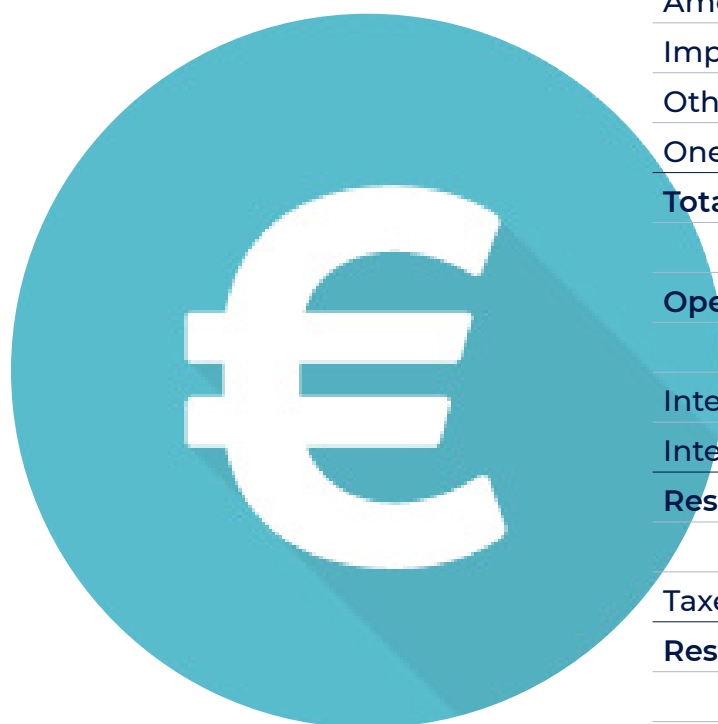 €
Imp
Oth
One
Tota
Ope
Inte
Inte
Res
Taxe
Res